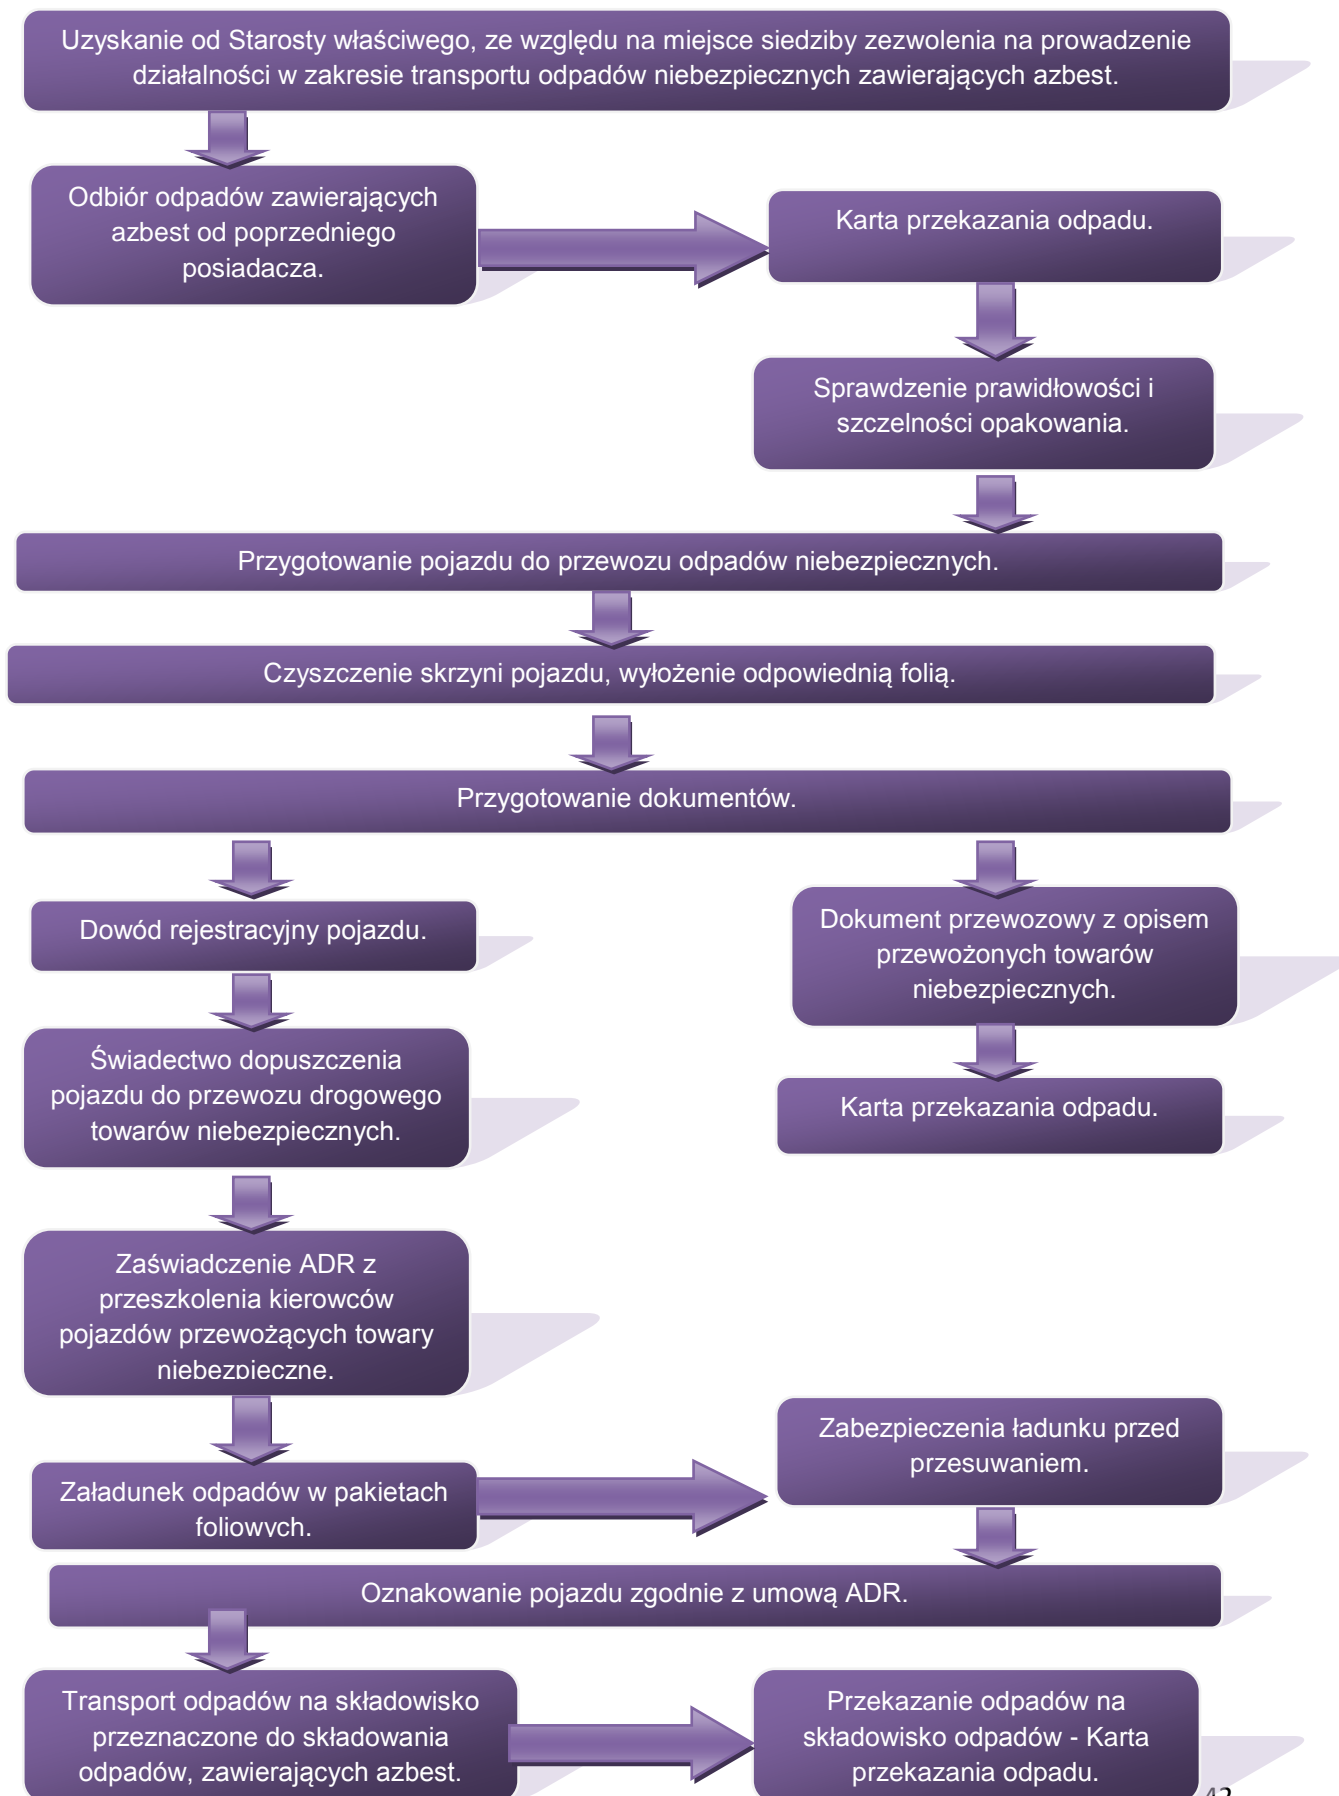 Uzyskanie od Starosty właściwego, ze względu na miejsce siedziby zezwolenia na prowadzenie
działalności w zakresie transportu odpadów niebezpiecznych zawierających azbest.
Odbiór odpadów zawierających
azbest od poprzedniego
posiadacza.
Karta przekazania odpadu.
Sprawdzenie prawidłowości i
szczelności opakowania.
Przygotowanie pojazdu do przewozu odpadów niebezpiecznych.
Czyszczenie skrzyni pojazdu, wyłożenie odpowiednią folią.
Przygotowanie dokumentów.
Dowód rejestracyjny pojazdu.
Świadectwo dopuszczenia
pojazdu do przewozu drogowego
towarów niebezpiecznych.
Zaświadczenie ADR z
przeszkolenia kierowców
pojazdów przewożących towary
niebezpieczne.
Dokument przewozowy z opisem
przewożonych towarów
niebezpiecznych.
Karta przekazania odpadu.
Załadunek odpadów w pakietach
foliowych.
Zabezpieczenia ładunku przed
przesuwaniem.
Oznakowanie pojazdu zgodnie z umową ADR.
Transport odpadów na składowisko
przeznaczone do składowania
odpadów, zawierających azbest.
Przekazanie odpadów na
składowisko odpadów - Karta
przekazania odpadu.
42